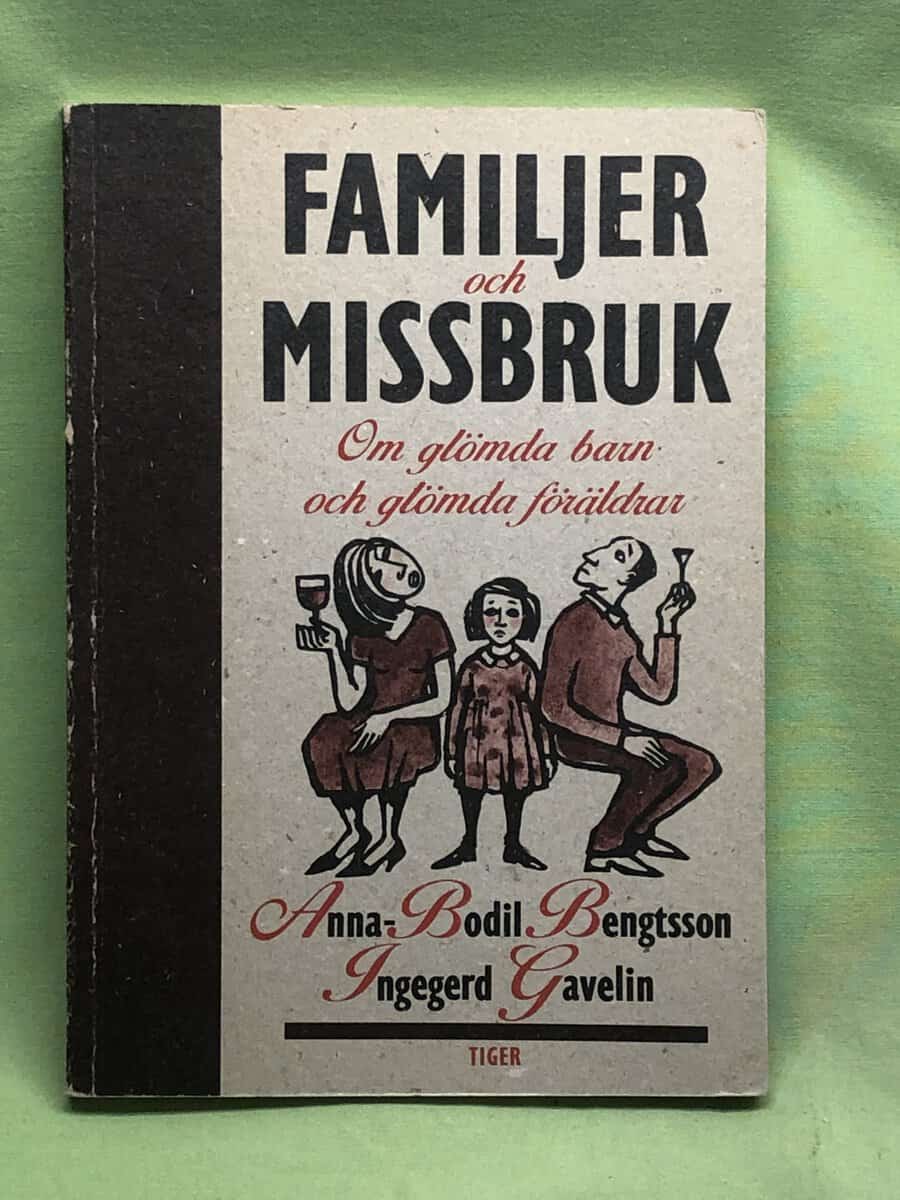 FAMILJER
och
MISSBRUK
Om glömda barn
och glömda föräldrar
Anna-Bodil Bengtsson
Ingegerd Gavelin
TIGER